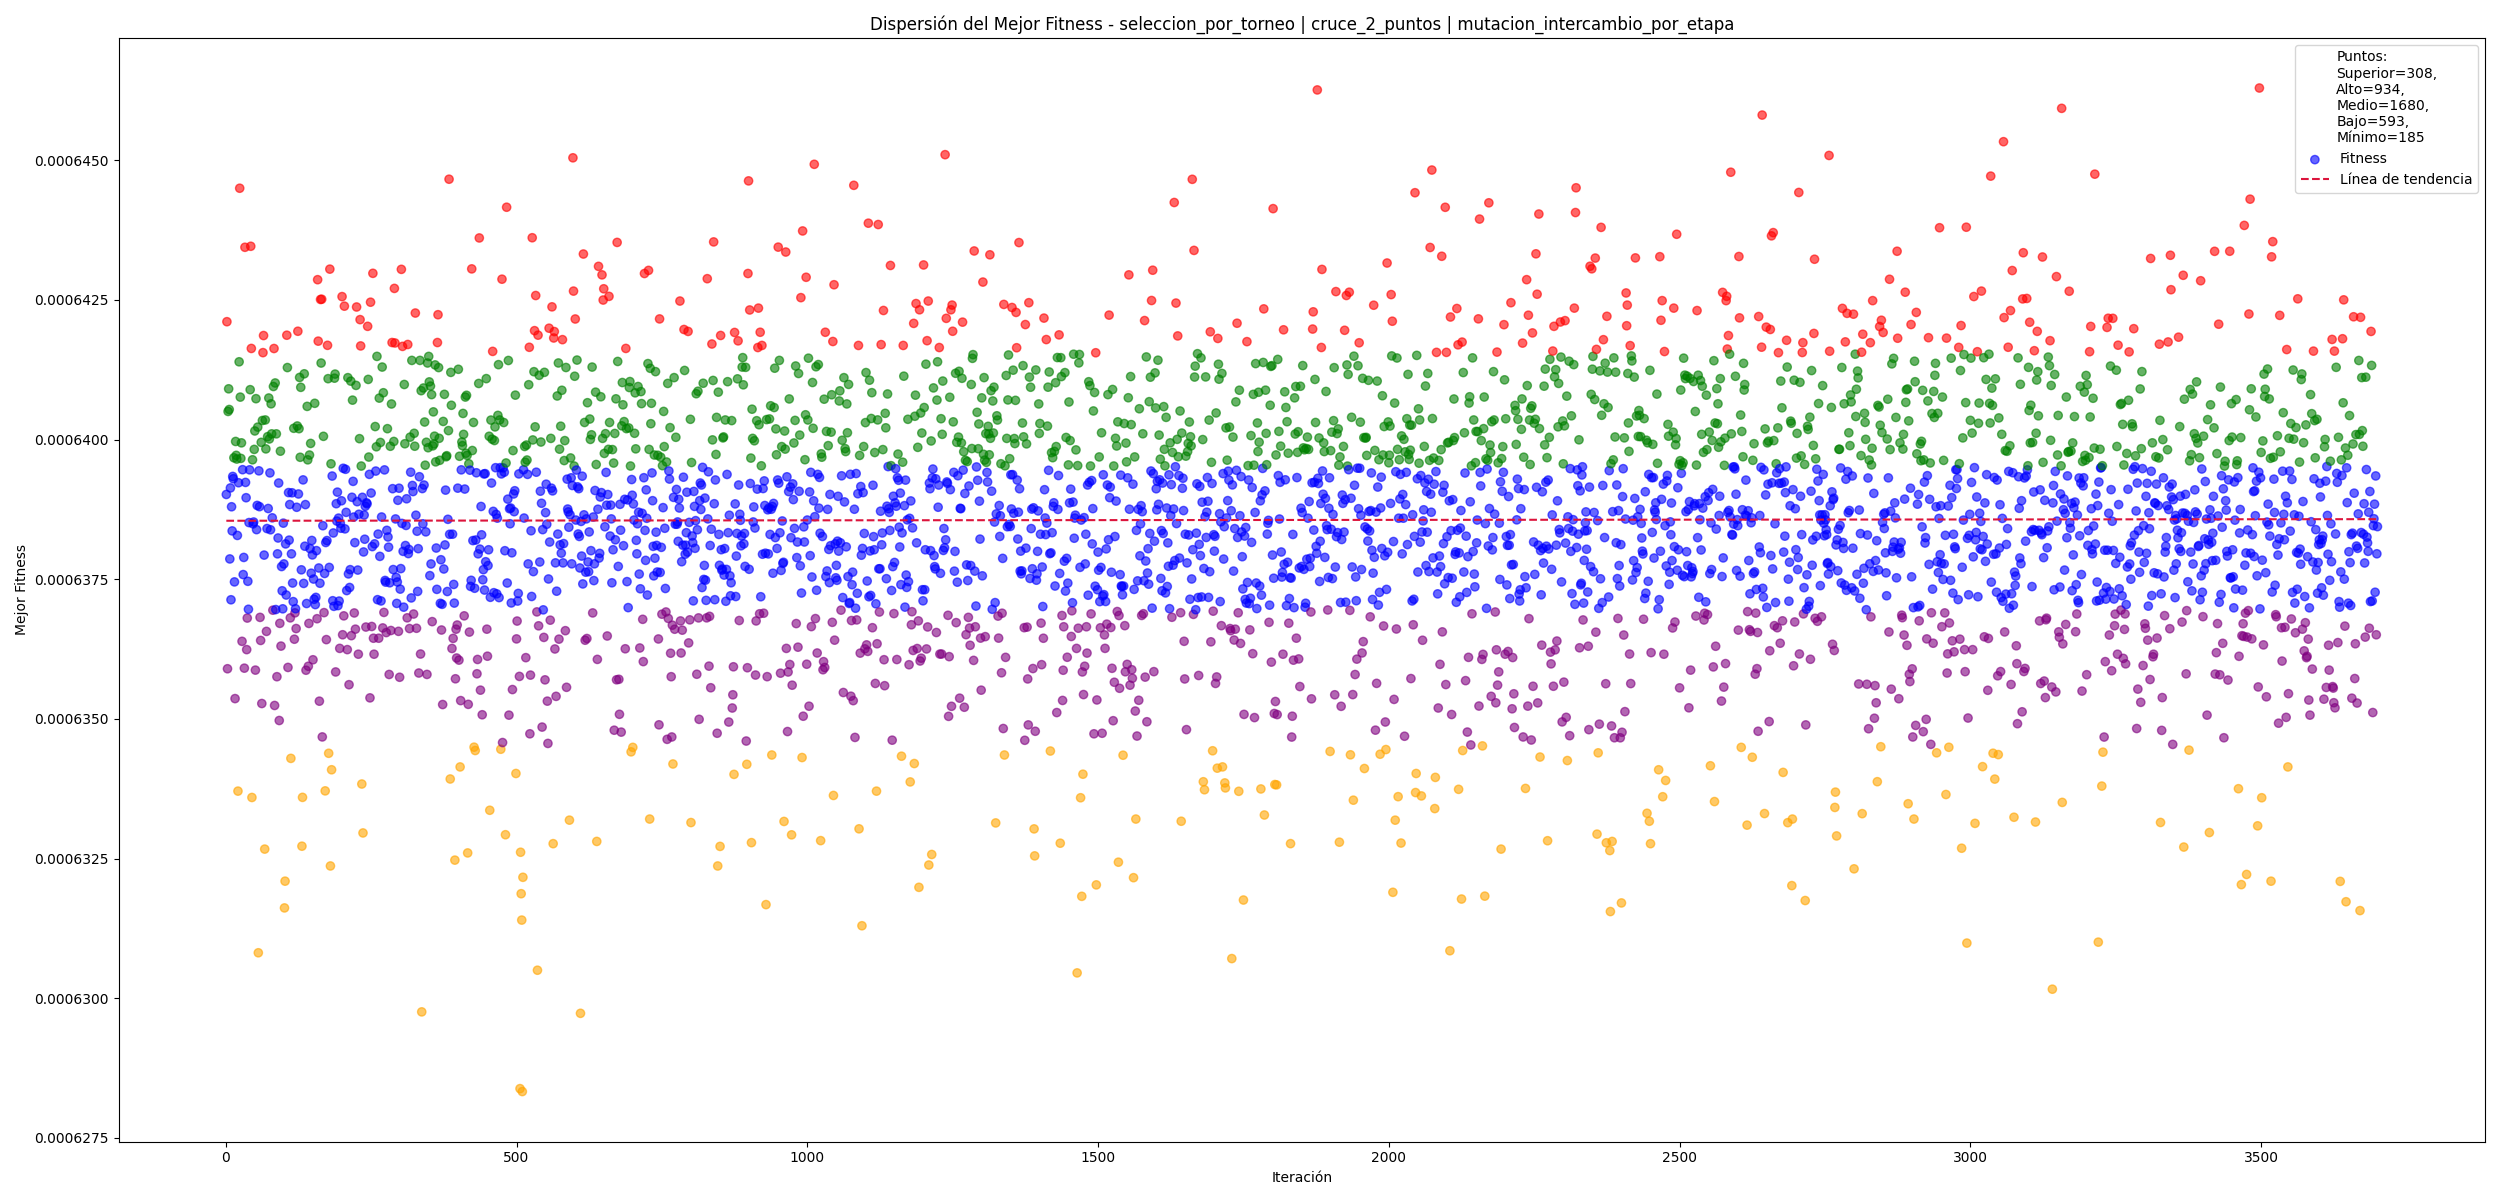 Dispersión del Mejor Fitness - seleccion_por_torneo | cruce_2_puntos | mutacion_intercambio_por_etapa
Puntos:
Superior=308,
Alto=934,
Medio=1680,
Bajo=593,
Mínimo=185
Fitness
Línea de tendencia
Mejor Fitness
0.0006450
0.0006425
0.0006400
0.0006375
0.0006350
0.0006325
0.0006300
0.0006275
0 500 1000 1500 2000 2500 3000 3500
Iteración